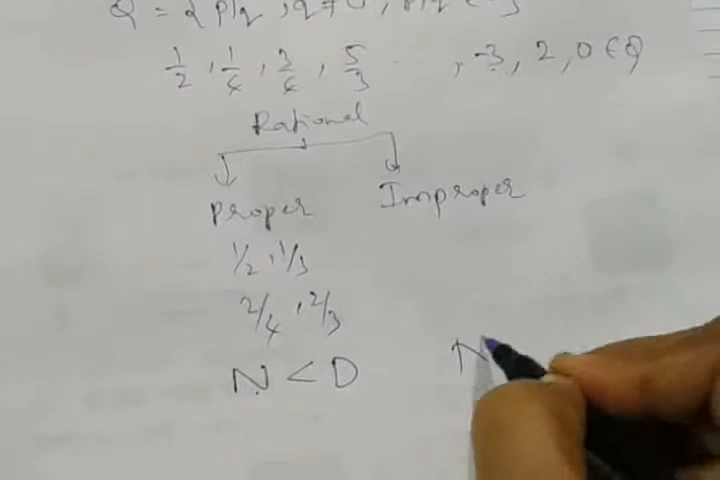 Q = { p/q , q ≠ 0 , p, q ∈
1/2 , 1/4 , 3/4 , 5/3 ... , -3 , 2 , 0 ∈ Q
Rational
Proper Improper
1/2 , 1/3
2/4 , 2/3
N < D N